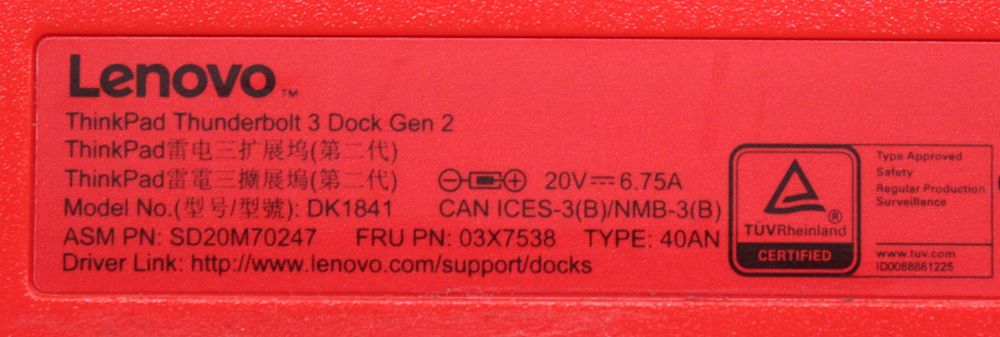 Lenovo™
ThinkPad Thunderbolt 3 Dock Gen 2
ThinkPad雷电三扩展坞(第二代)
ThinkPad雷電三擴展塢(第二代)
20V⎓6.75A
Model No.(型号/型號): DK1841
CAN ICES-3(B)/NMB-3(B)
ASM PN: SD20M70247 FRU PN: 03X7538 TYPE: 40AN
Driver Link: http://www.lenovo.com/support/docks
®
TÜVRheinland
CERTIFIED
Type Approved
Safety
Regular Production
Surveillance
www.tuv.com
ID0088881225